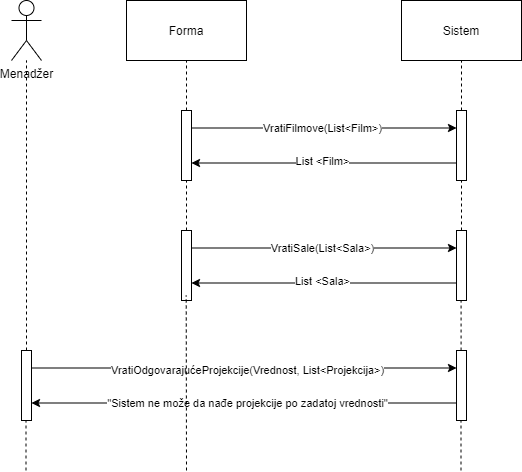 Forma
Sistem
Menadžer
VratiFilmove(List<Film>)
List <Film>
VratiSale(List<Sala>)
List <Sala>
VratiOdgovarajućeProjekcije(Vrednost, List<Projekcija>)
"Sistem ne može da nađe projekcije po zadatoj vrednosti"